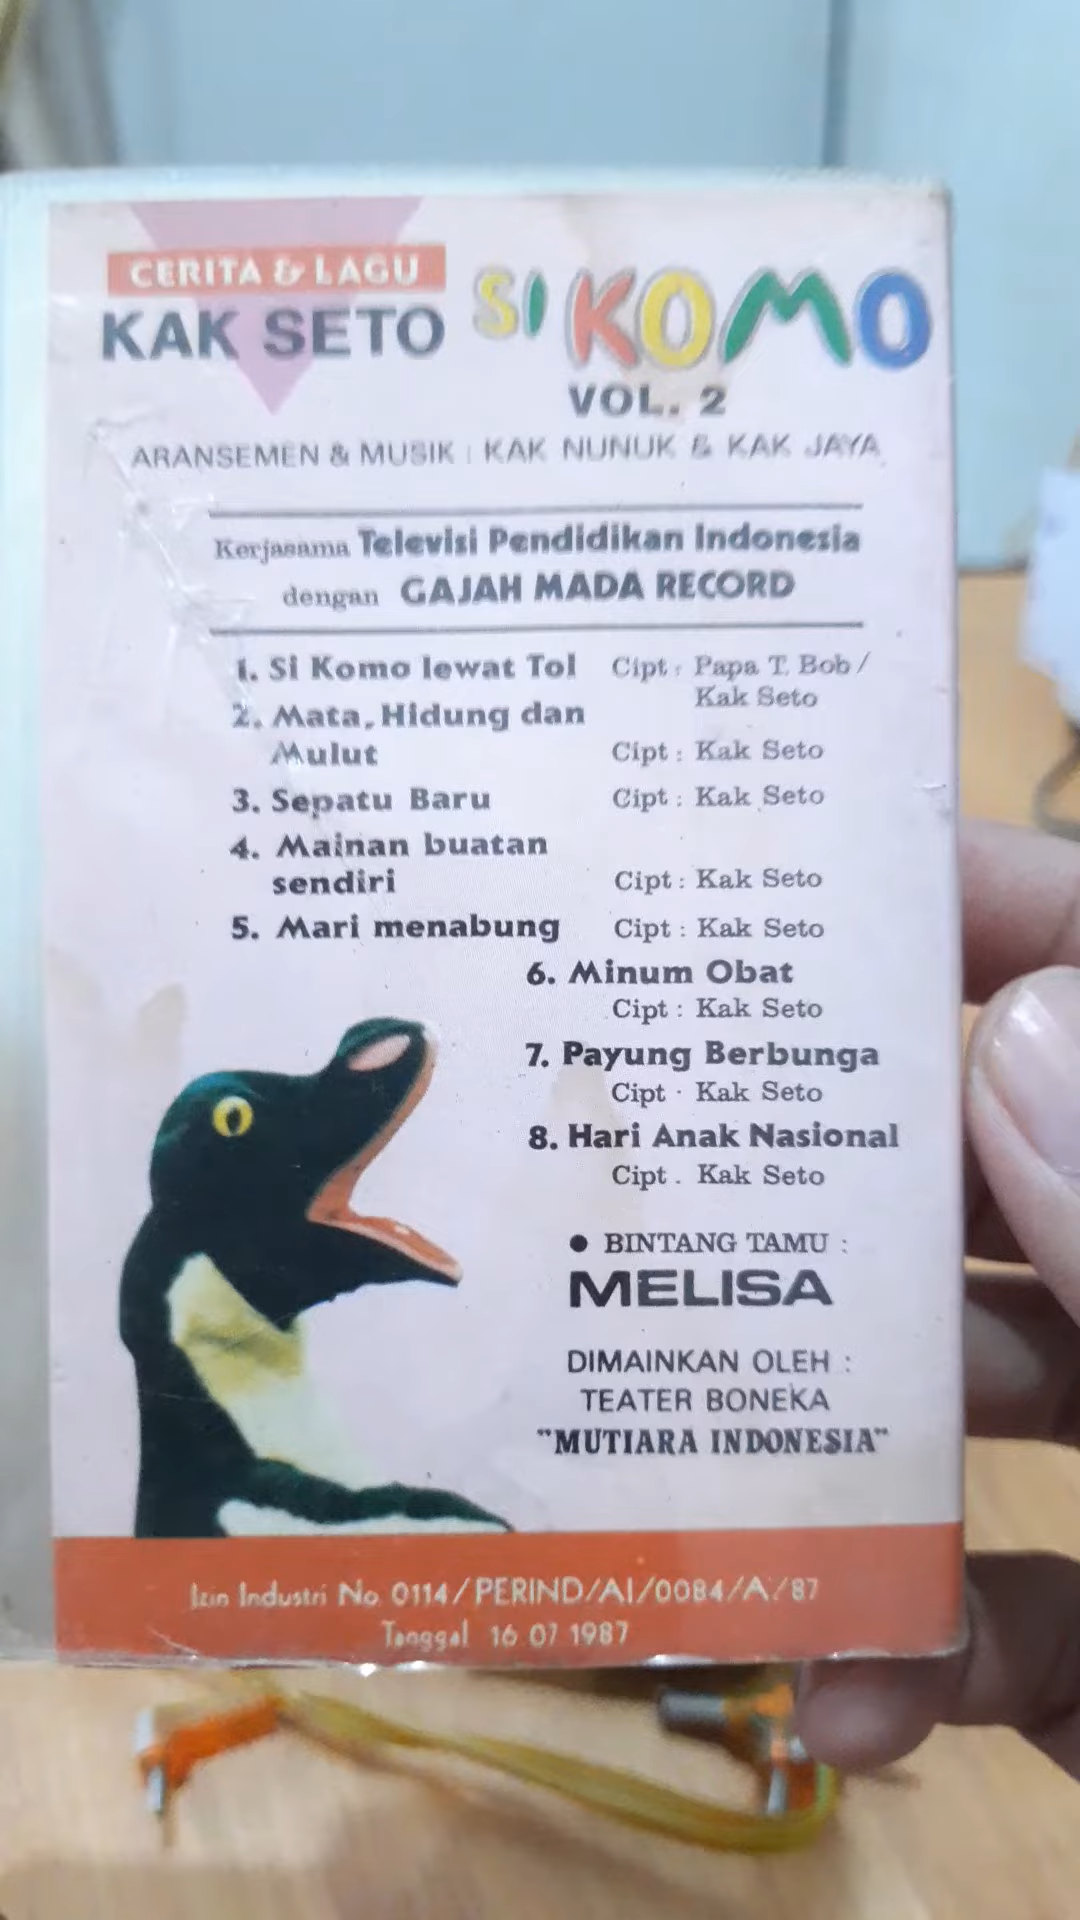 CERITA & LAGU
KAK SETO
SI KOMO
VOL. 2
ARANSEMEN & MUSIK : KAK NUNUK & KAK JAYA
Kerjasama Televisi Pendidikan Indonesia
dengan GAJAH MADA RECORD
1. Si Komo lewat Tol Cipt : Papa T. Bob /
Kak Seto
2. Mata, Hidung dan
Mulut Cipt : Kak Seto
3. Sepatu Baru Cipt : Kak Seto
4. Mainan buatan
sendiri Cipt : Kak Seto
5. Mari menabung Cipt : Kak Seto
6. Minum Obat
Cipt : Kak Seto
7. Payung Berbunga
Cipt : Kak Seto
8. Hari Anak Nasional
Cipt . Kak Seto
● BINTANG TAMU :
MELISA
DIMAINKAN OLEH :
TEATER BONEKA
"MUTIARA INDONESIA"
Izin Industri No. 0114/PERIND/AI/0084/A/87
Tanggal 16 07 1987